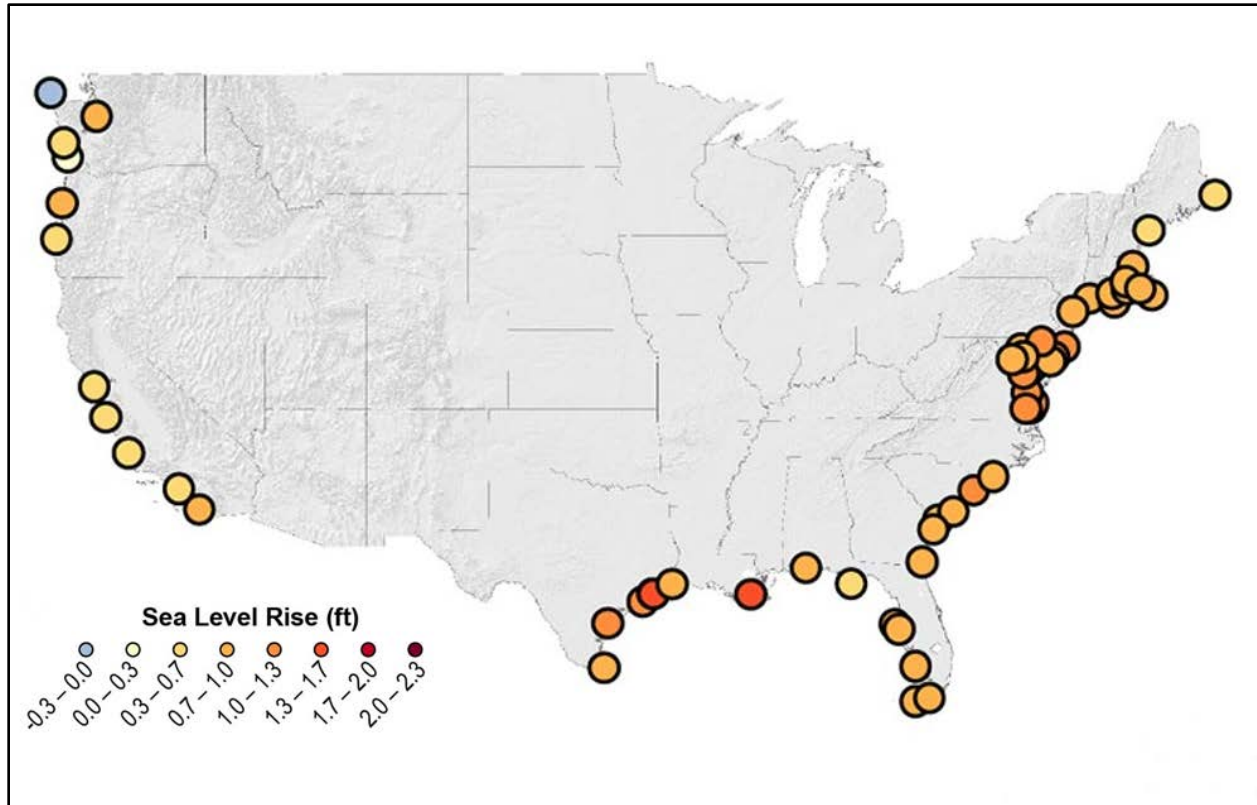 Sea Level Rise (ft)
-0.3 – 0.0
0.0 – 0.3
0.3 – 0.7
0.7 – 1.0
1.0 – 1.3
1.3 – 1.7
1.7 – 2.0
2.0 – 2.3